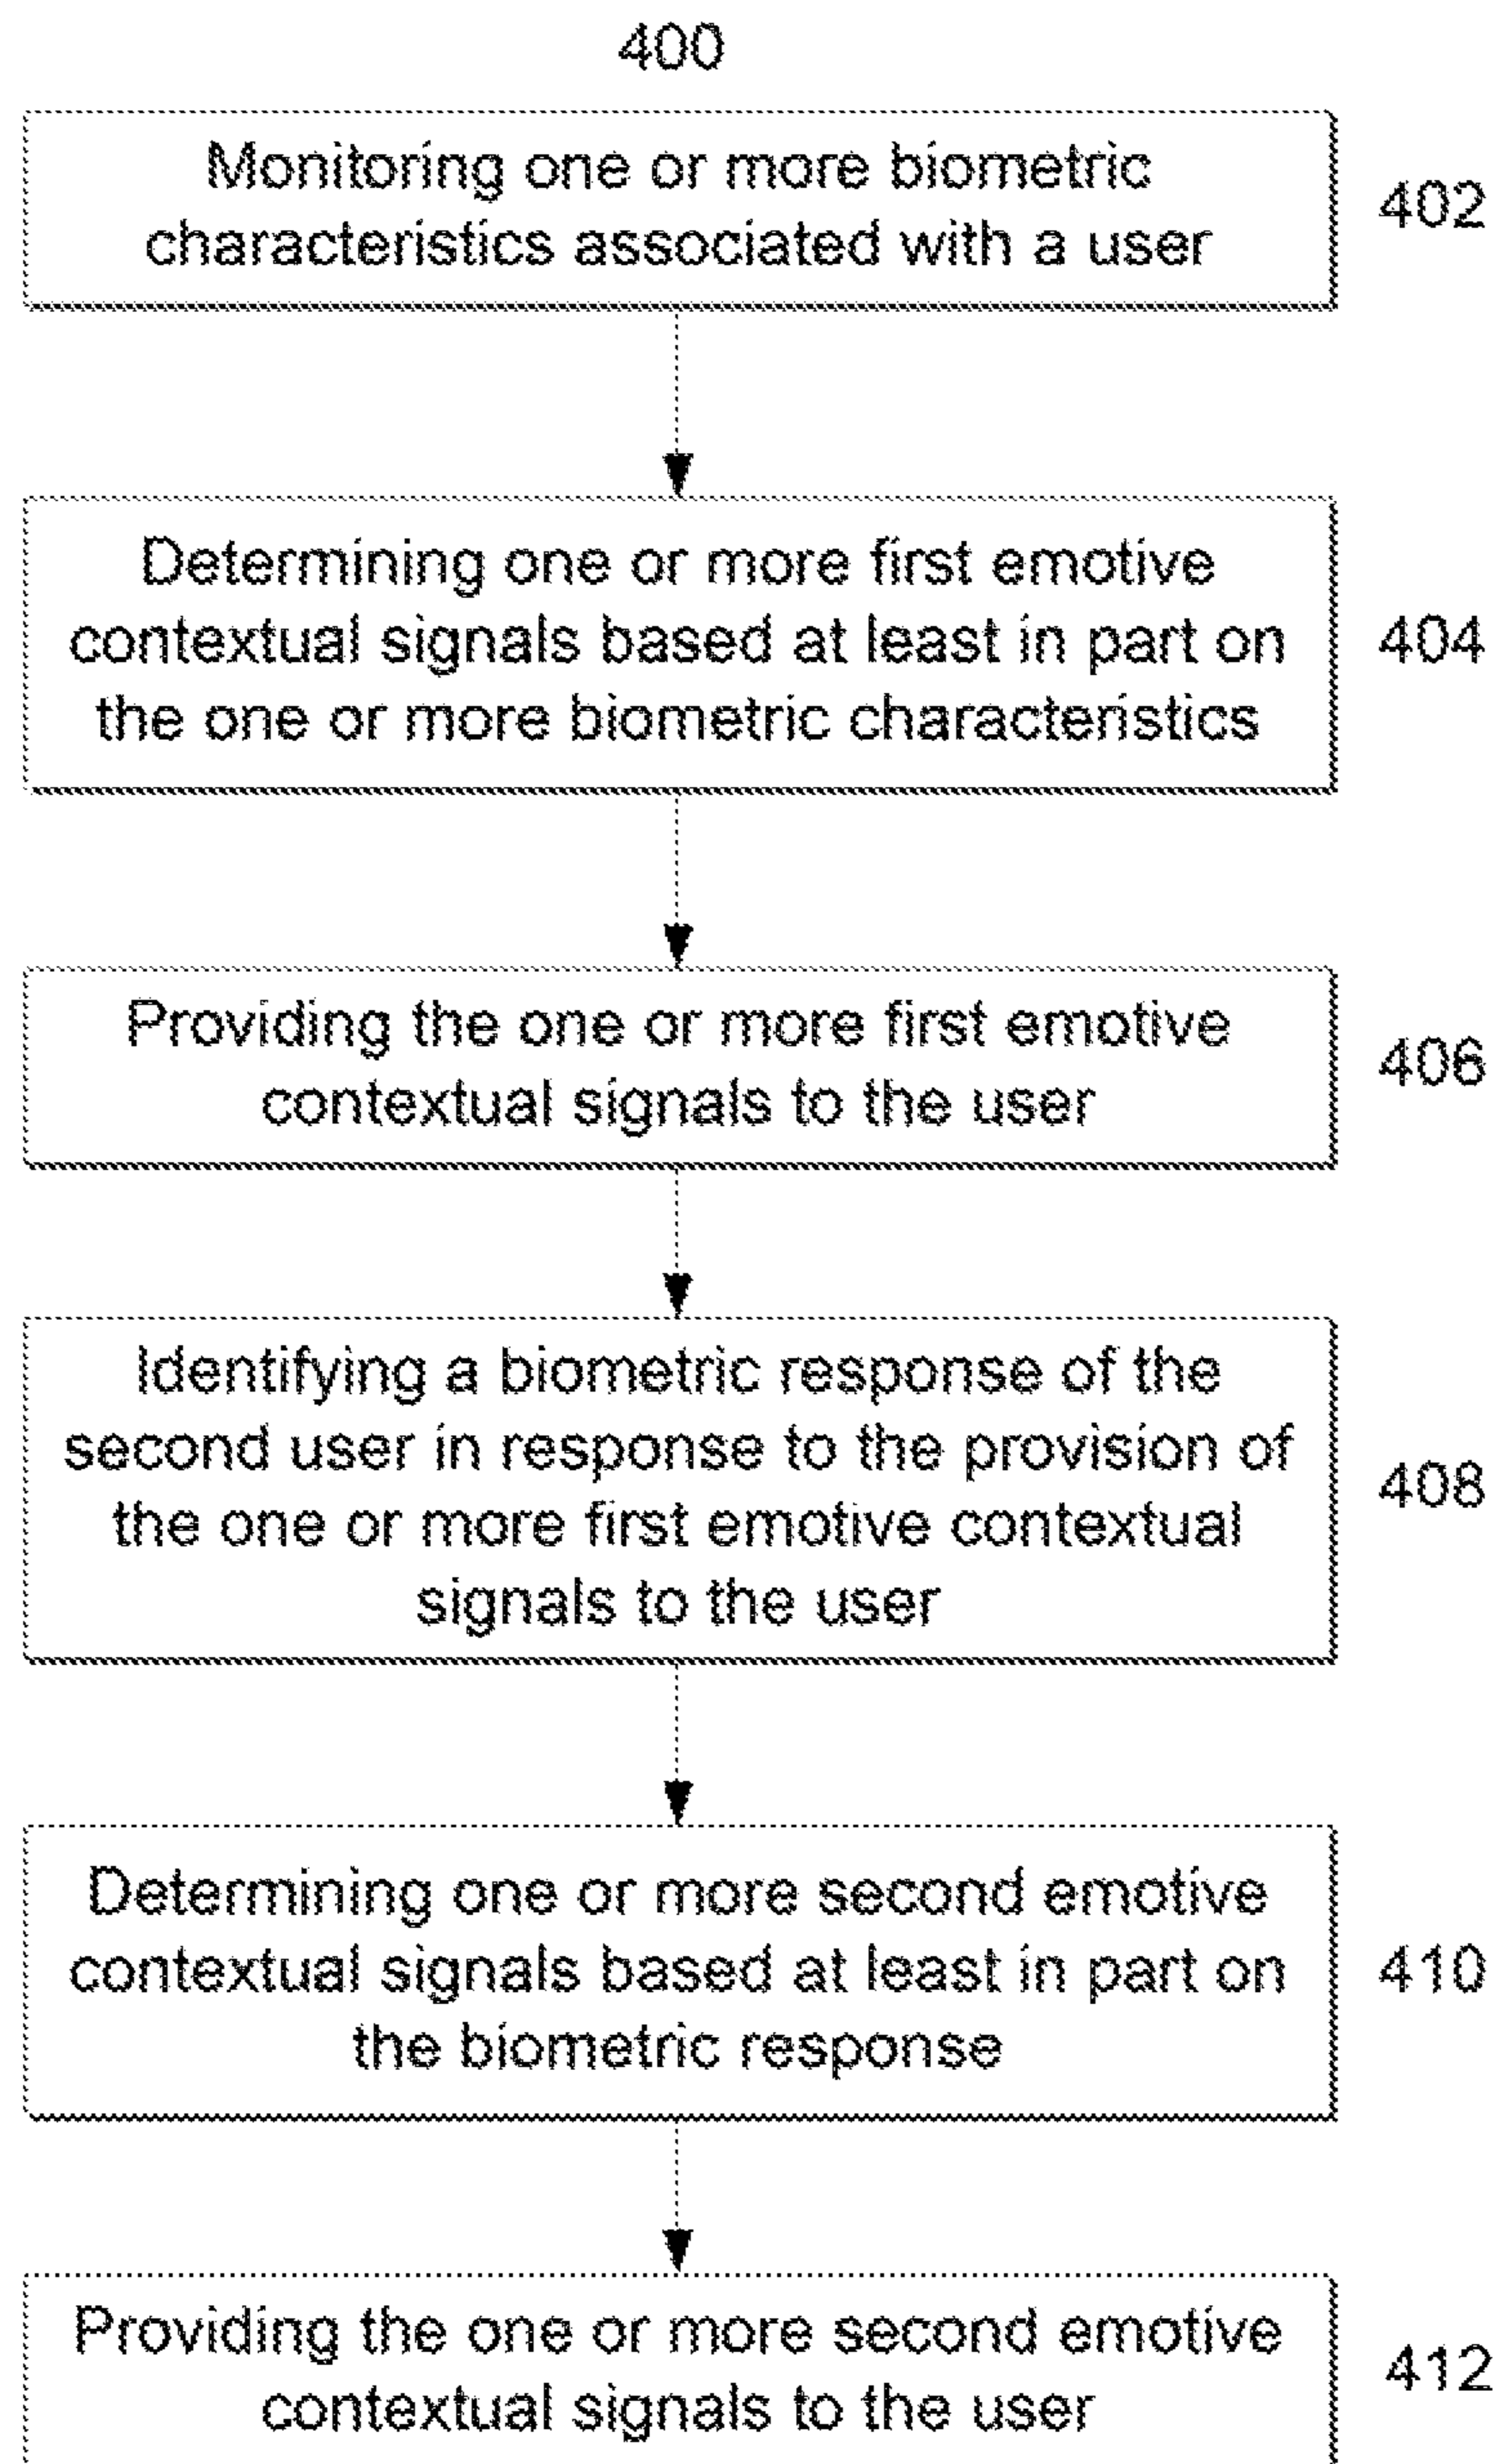 400
Monitoring one or more biometric
characteristics associated with a user
402
Determining one or more first emotive
contextual signals based at least in part on
the one or more biometric characteristics
404
Providing the one or more first emotive
contextual signals to the user
406
Identifying a biometric response of the
second user in response to the provision of
the one or more first emotive contextual
signals to the user
408
Determining one or more second emotive
contextual signals based at least in part on
the biometric response
410
Providing the one or more second emotive
contextual signals to the user
412